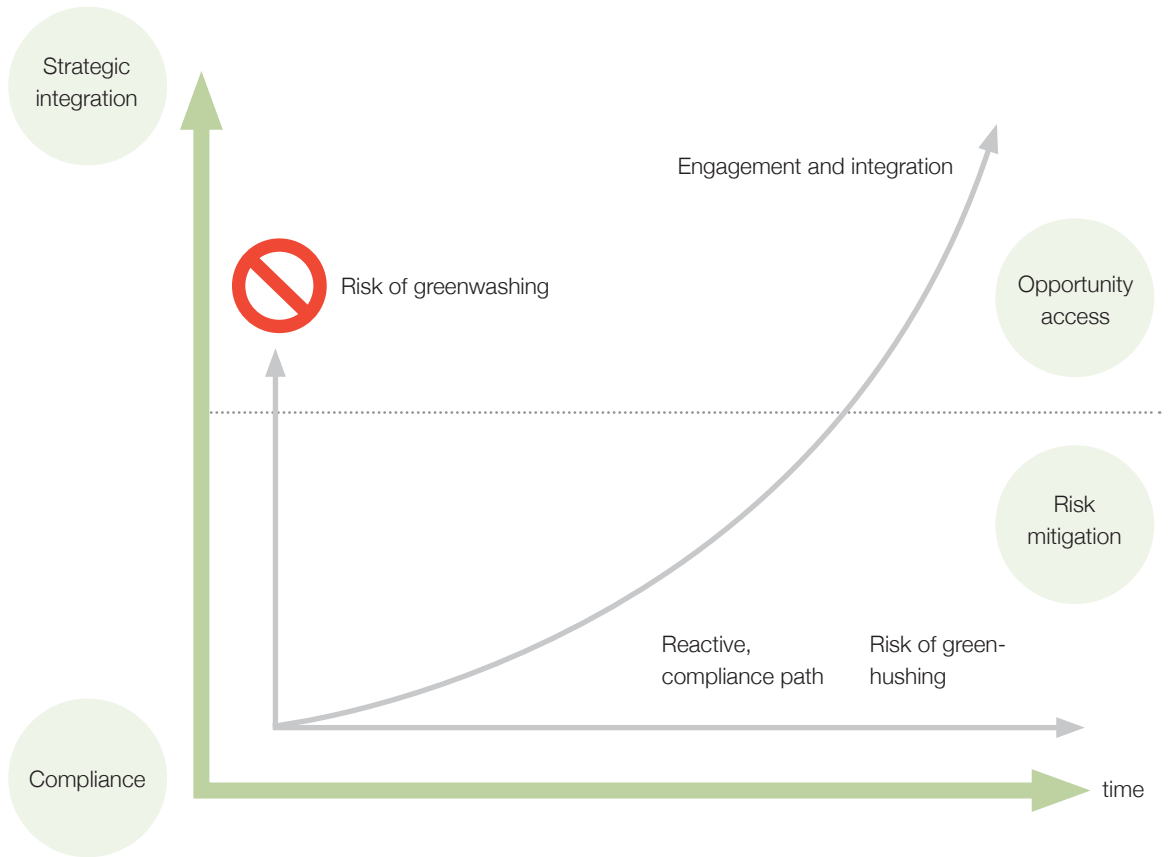 Strategic
integration
Engagement and integration
Risk of greenwashing
Opportunity
access
Risk
mitigation
Reactive,
compliance path
Risk of green-
hushing
Compliance
time